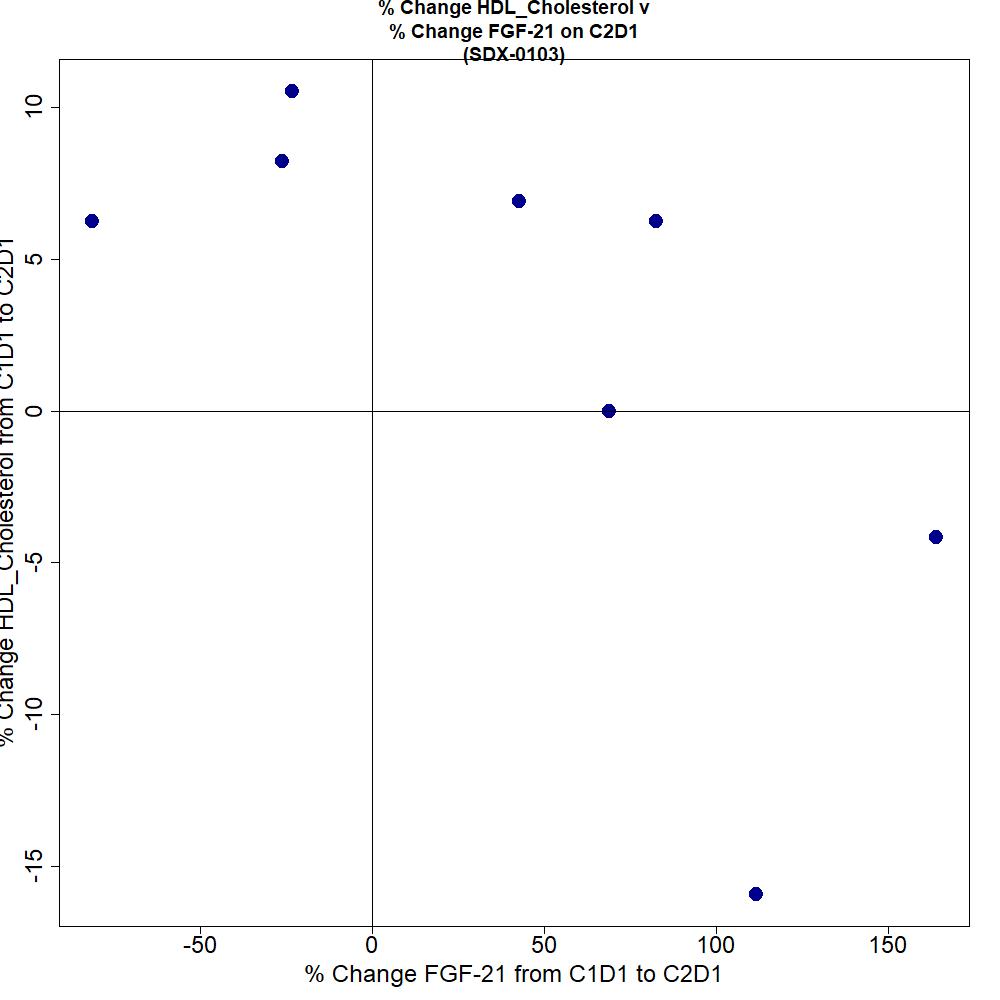 % Change HDL_Cholesterol v
% Change FGF-21 on C2D1
(SDX-0103)
% Change HDL_Cholesterol from C1D1 to C2D1
10
5
0
-5
-10
-15
-50
0
50
100
150
% Change FGF-21 from C1D1 to C2D1